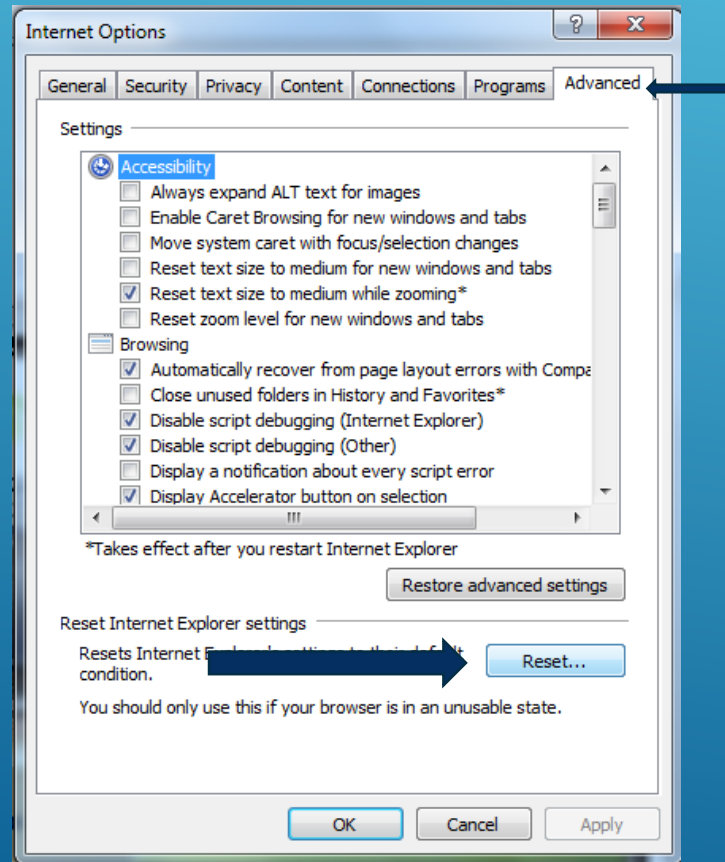 Internet Options
General Security Privacy Content Connections Programs Advanced
Settings
Accessibility
Always expand ALT text for images
Enable Caret Browsing for new windows and tabs
Move system caret with focus/selection changes
Reset text size to medium for new windows and tabs
Reset text size to medium while zooming*
Reset zoom level for new windows and tabs
Browsing
Automatically recover from page layout errors with Compa
Close unused folders in History and Favorites*
Disable script debugging (Internet Explorer)
Disable script debugging (Other)
Display a notification about every script error
Display Accelerator button on selection
*Takes effect after you restart Internet Explorer
Restore advanced settings
Reset Internet Explorer settings
Resets Internet
condition.
Reset...
You should only use this if your browser is in an unusable state.
OK Cancel Apply